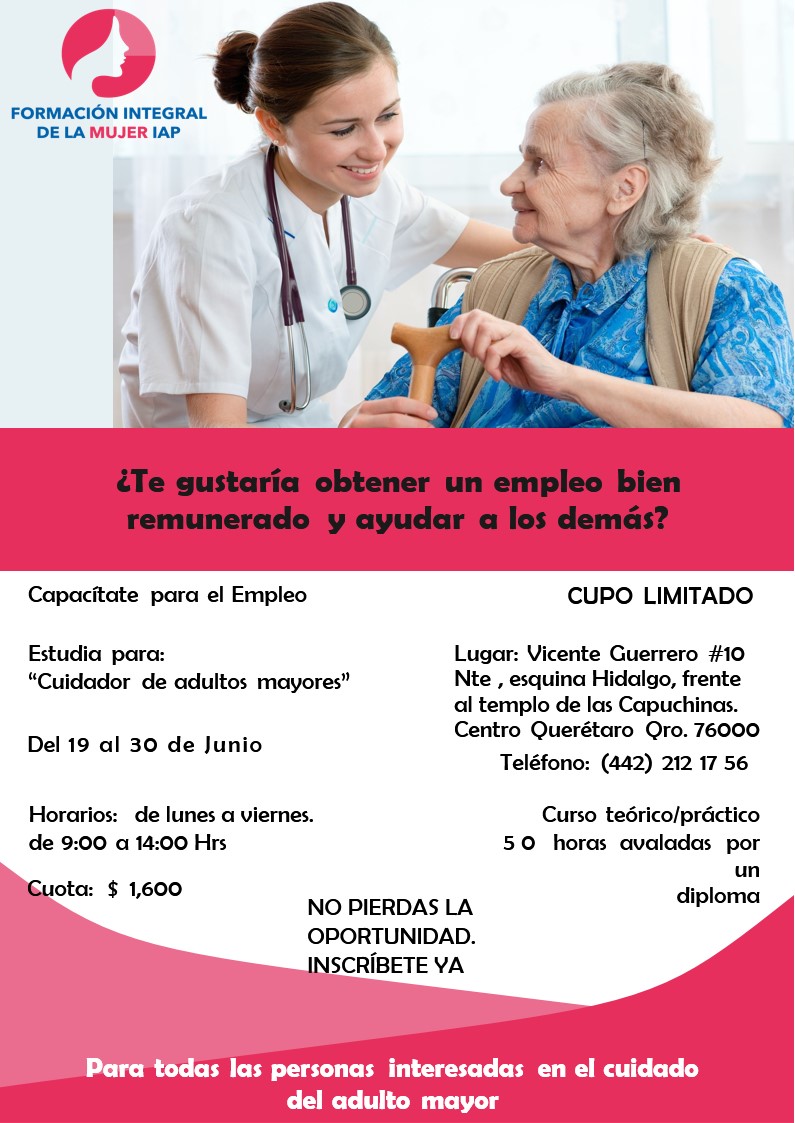 FORMACIÓN INTEGRAL
DE LA MUJER IAP
¿Te gustaría obtener un empleo bien
remunerado y ayudar a los demás?
Capacítate para el Empleo
CUPO LIMITADO
Estudia para:
“Cuidador de adultos mayores”
Del 19 al 30 de Junio
Lugar: Vicente Guerrero #10
Nte , esquina Hidalgo, frente
al templo de las Capuchinas.
Centro Querétaro Qro. 76000
Teléfono: (442) 212 17 56
Horarios: de lunes a viernes.
de 9:00 a 14:00 Hrs
Cuota: $ 1,600
Curso teórico/práctico
5 0 horas avaladas por
un
diploma
NO PIERDAS LA
OPORTUNIDAD.
INSCRÍBETE YA
Para todas las personas interesadas en el cuidado
del adulto mayor